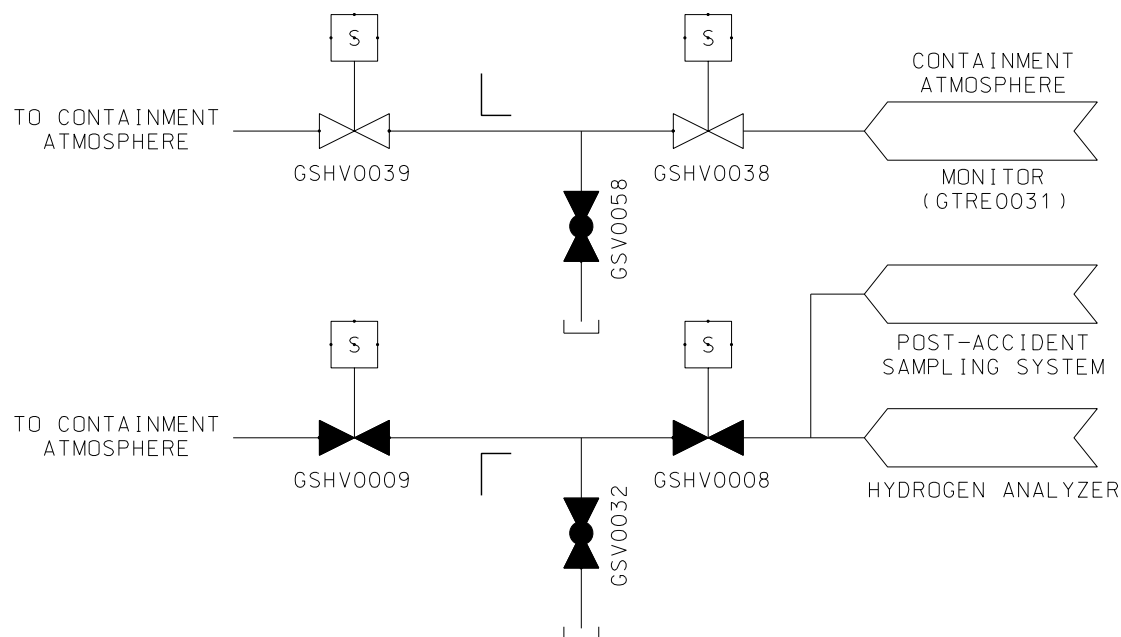 S
S
CONTAINMENT
ATMOSPHERE
TO CONTAINMENT
ATMOSPHERE
GSHV0039
GSHV0038
MONITOR
(GTRE0031)
GSV0058
S
S
POST-ACCIDENT
SAMPLING SYSTEM
TO CONTAINMENT
ATMOSPHERE
GSHV0009
GSHV0008
HYDROGEN ANALYZER
GSV0032